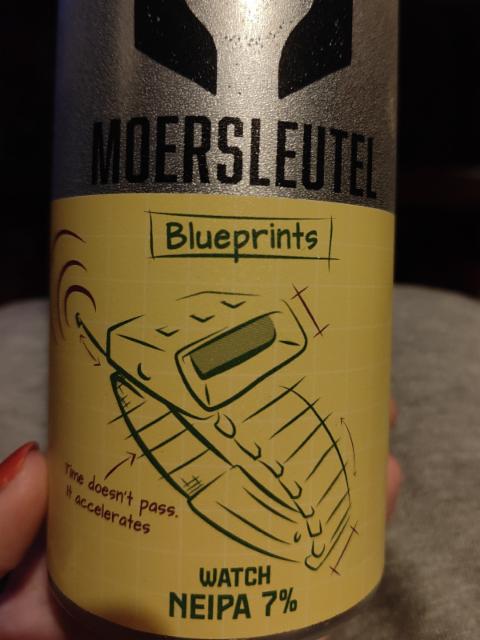 MOERSLEUTEL
Blueprints
Time doesn't pass.
It accelerates
WATCH
NEIPA 7%